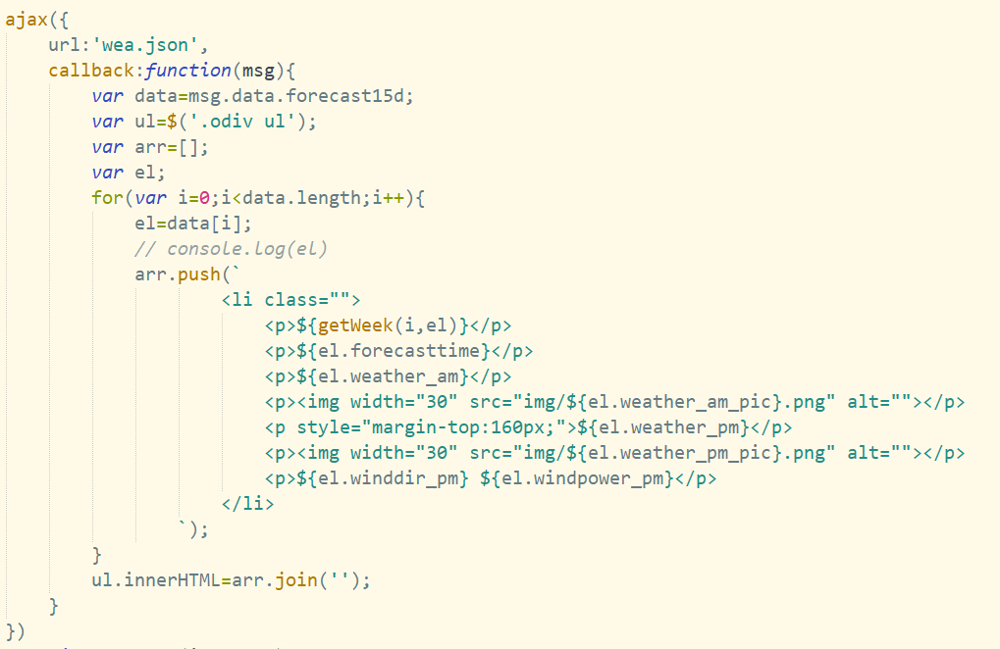 ajax({
    url:'wea.json',
    callback:function(msg){
        var data=msg.data.forecast15d;
        var ul=$('.odiv ul');
        var arr=[];
        var el;
        for(var i=0;i<data.length;i++){
            el=data[i];
            // console.log(el)
            arr.push(`
                    <li class="">
                        <p>${getWeek(i,el)}</p>
                        <p>${el.forecasttime}</p>
                        <p>${el.weather_am}</p>
                        <p><img width="30" src="img/${el.weather_am_pic}.png" alt=""></p>
                        <p style="margin-top:160px;">${el.weather_pm}</p>
                        <p><img width="30" src="img/${el.weather_pm_pic}.png" alt=""></p>
                        <p>${el.winddir_pm} ${el.windpower_pm}</p>
                    </li>
                `);
        }
        ul.innerHTML=arr.join('');
    }
})